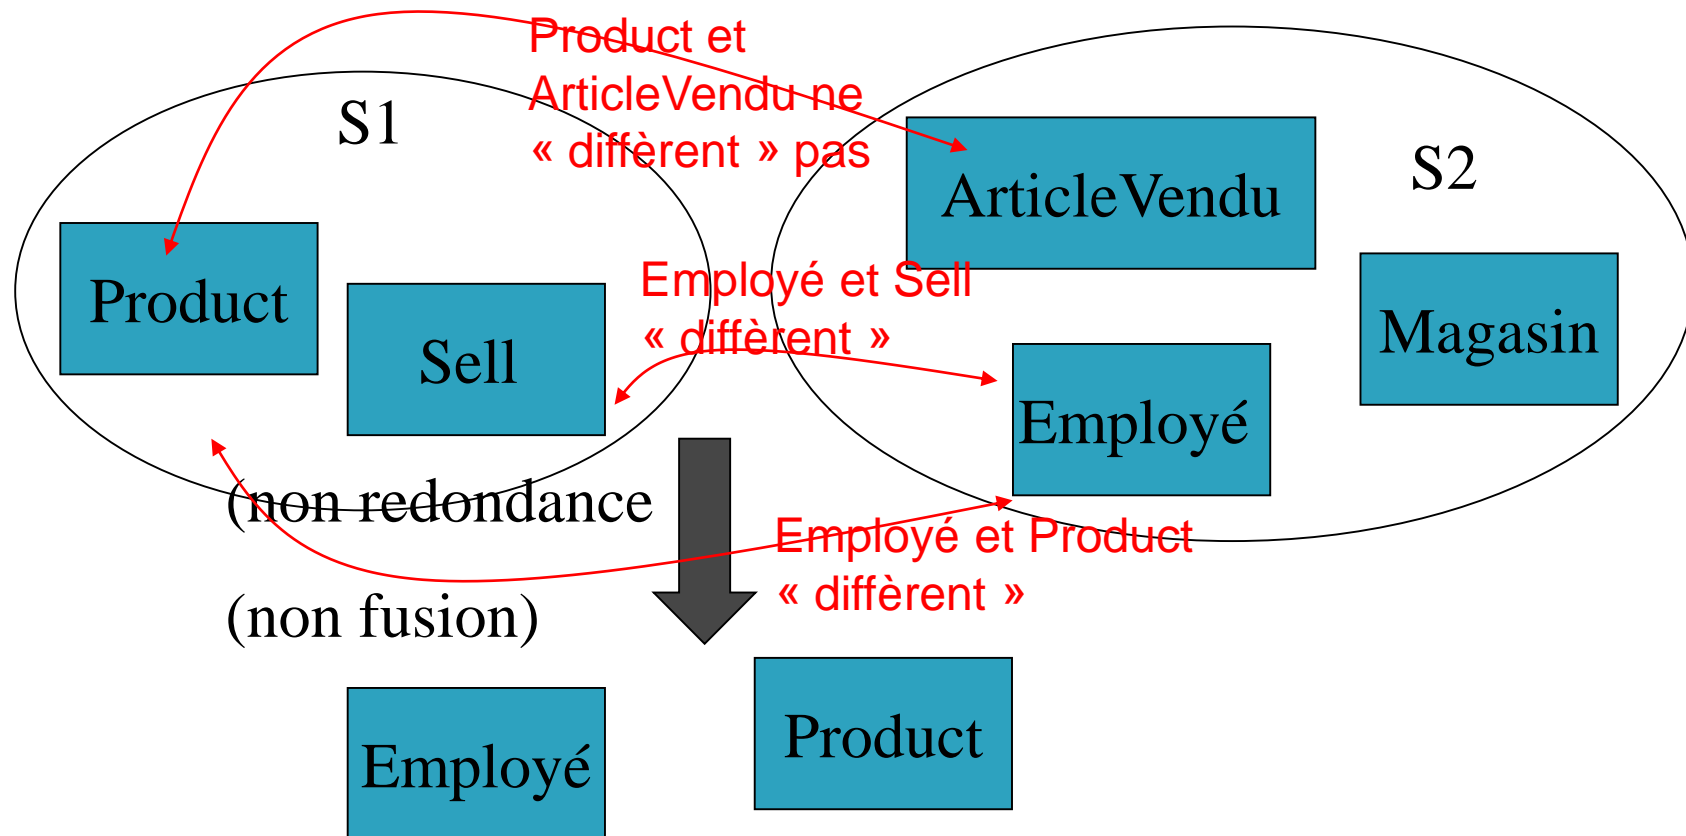 Product et
ArticleVendu ne
« diffèrent » pas
S1
S2
ArticleVendu
Product
Sell
Employé et Sell
« diffèrent »
Magasin
Employé
(non redondance
Employé et Product
« diffèrent »
(non fusion)
Product
Employé